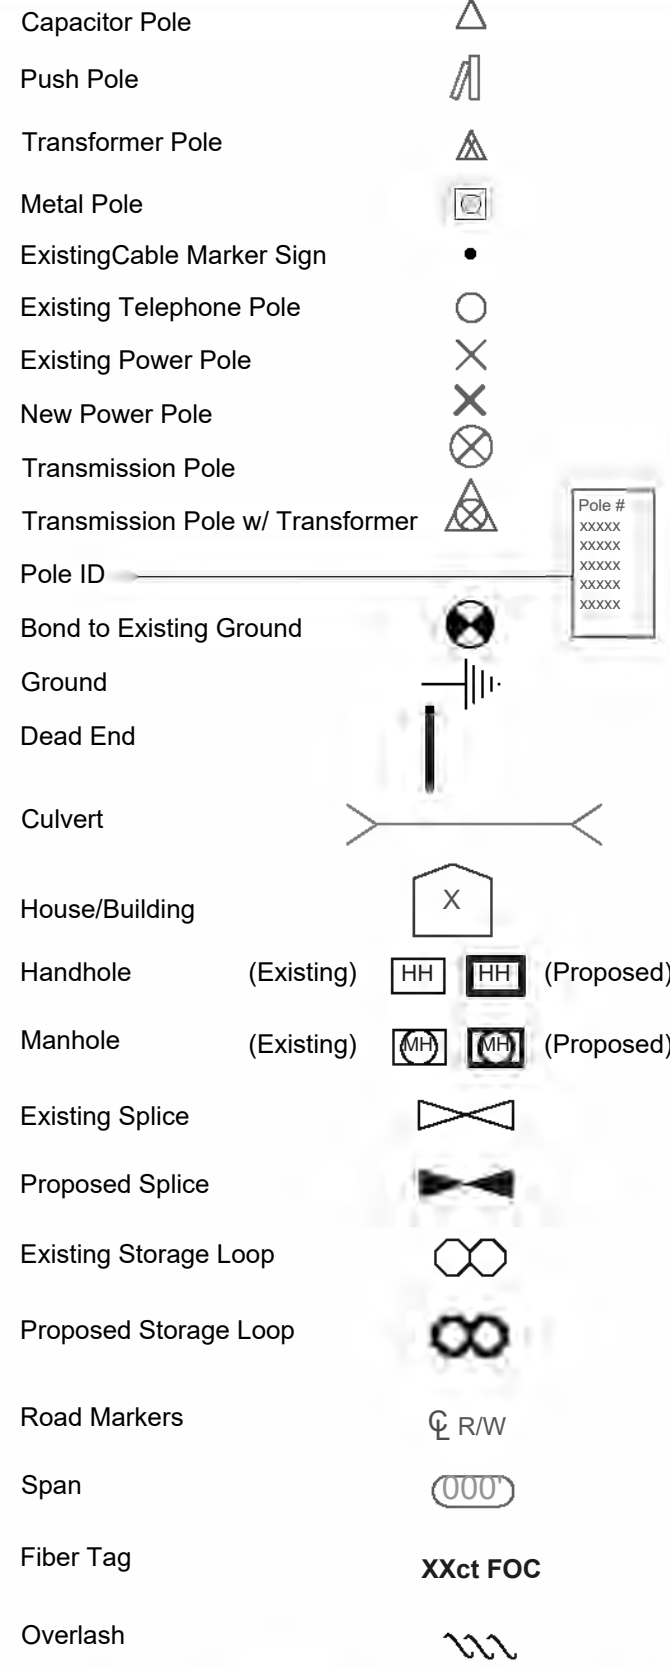 Capacitor Pole
Push Pole
Transformer Pole
Metal Pole
ExistingCable Marker Sign
Existing Telephone Pole
Existing Power Pole
New Power Pole
Transmission Pole
Transmission Pole w/ Transformer
Pole #
xxxxx
xxxxx
xxxxx
xxxxx
xxxxx
Pole ID
Bond to Existing Ground
Ground
Dead End
Culvert
House/Building X
Handhole (Existing) HH HH (Proposed)
Manhole (Existing) MH MH (Proposed)
Existing Splice
Proposed Splice
Existing Storage Loop
Proposed Storage Loop
Road Markers ℄ R/W
Span 000'
Fiber Tag XXct FOC
Overlash